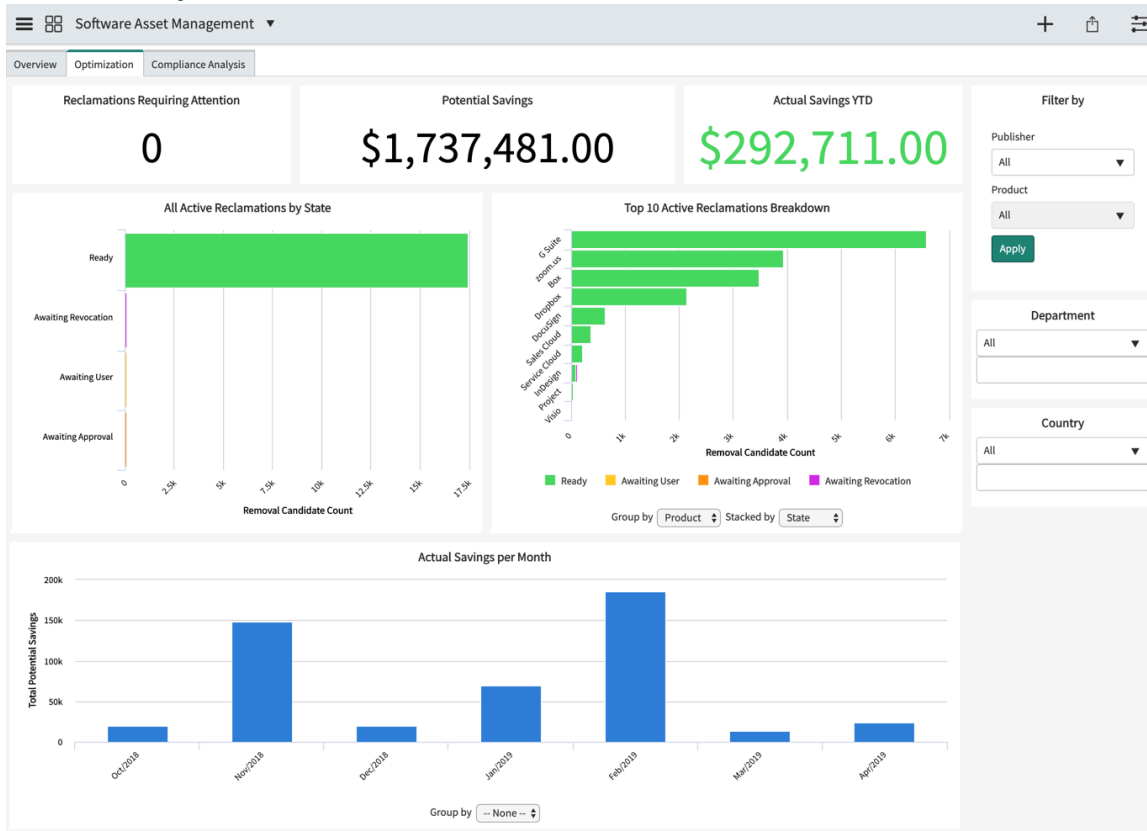 Software Asset Management ▼
Overview Optimization Compliance Analysis
Reclamations Requiring Attention
0
Potential Savings
$1,737,481.00
Actual Savings YTD
$292,711.00
Filter by
Publisher
All
Product
All
Apply
Department
All
Country
All
All Active Reclamations by State
Ready
Awaiting Revocation
Awaiting User
Awaiting Approval
0 2.5k 5k 7.5k 10k 12.5k 15k 17.5k
Removal Candidate Count
Top 10 Active Reclamations Breakdown
G Suite
zoom.us
Box
Dropbox
DocuSign
Sales Cloud
Service Cloud
InDesign
Project
Visio
0 1k 2k 3k 4k 5k 6k 7k
Removal Candidate Count
Ready Awaiting User Awaiting Approval Awaiting Revocation
Group by Product Stacked by State
Actual Savings per Month
Total Potential Savings
200k
150k
100k
50k
0
Oct/2018 Nov/2018 Dec/2018 Jan/2019 Feb/2019 Mar/2019 Apr/2019
Group by -- None --